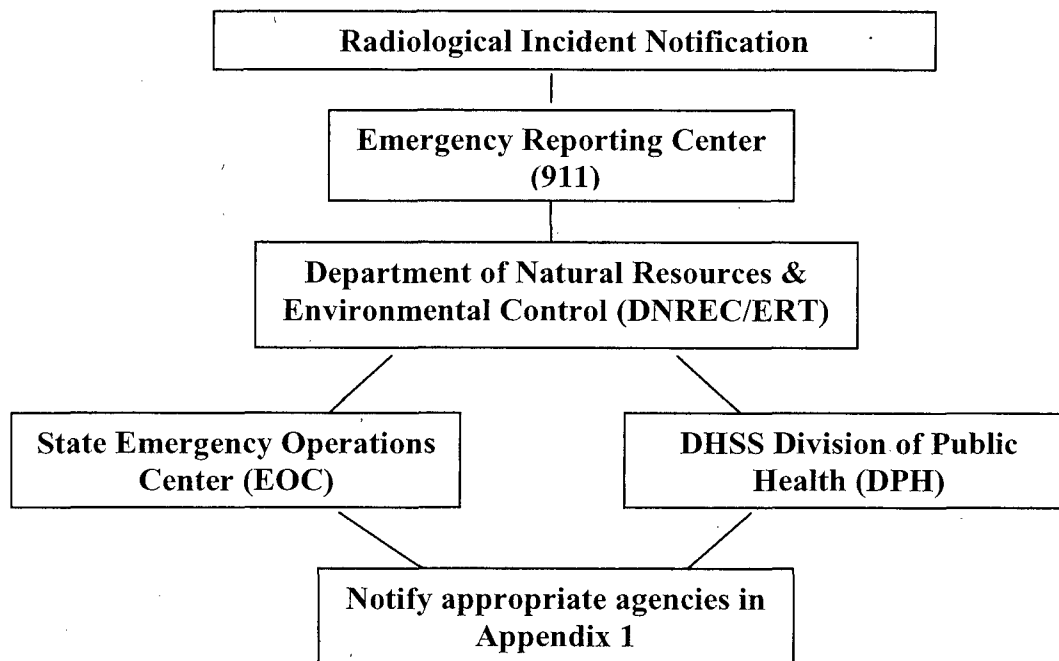 Radiological Incident Notification
Emergency Reporting Center
(911)
Department of Natural Resources &
Environmental Control (DNREC/ERT)
State Emergency Operations
Center (EOC)
DHSS Division of Public
Health (DPH)
Notify appropriate agencies in
Appendix 1